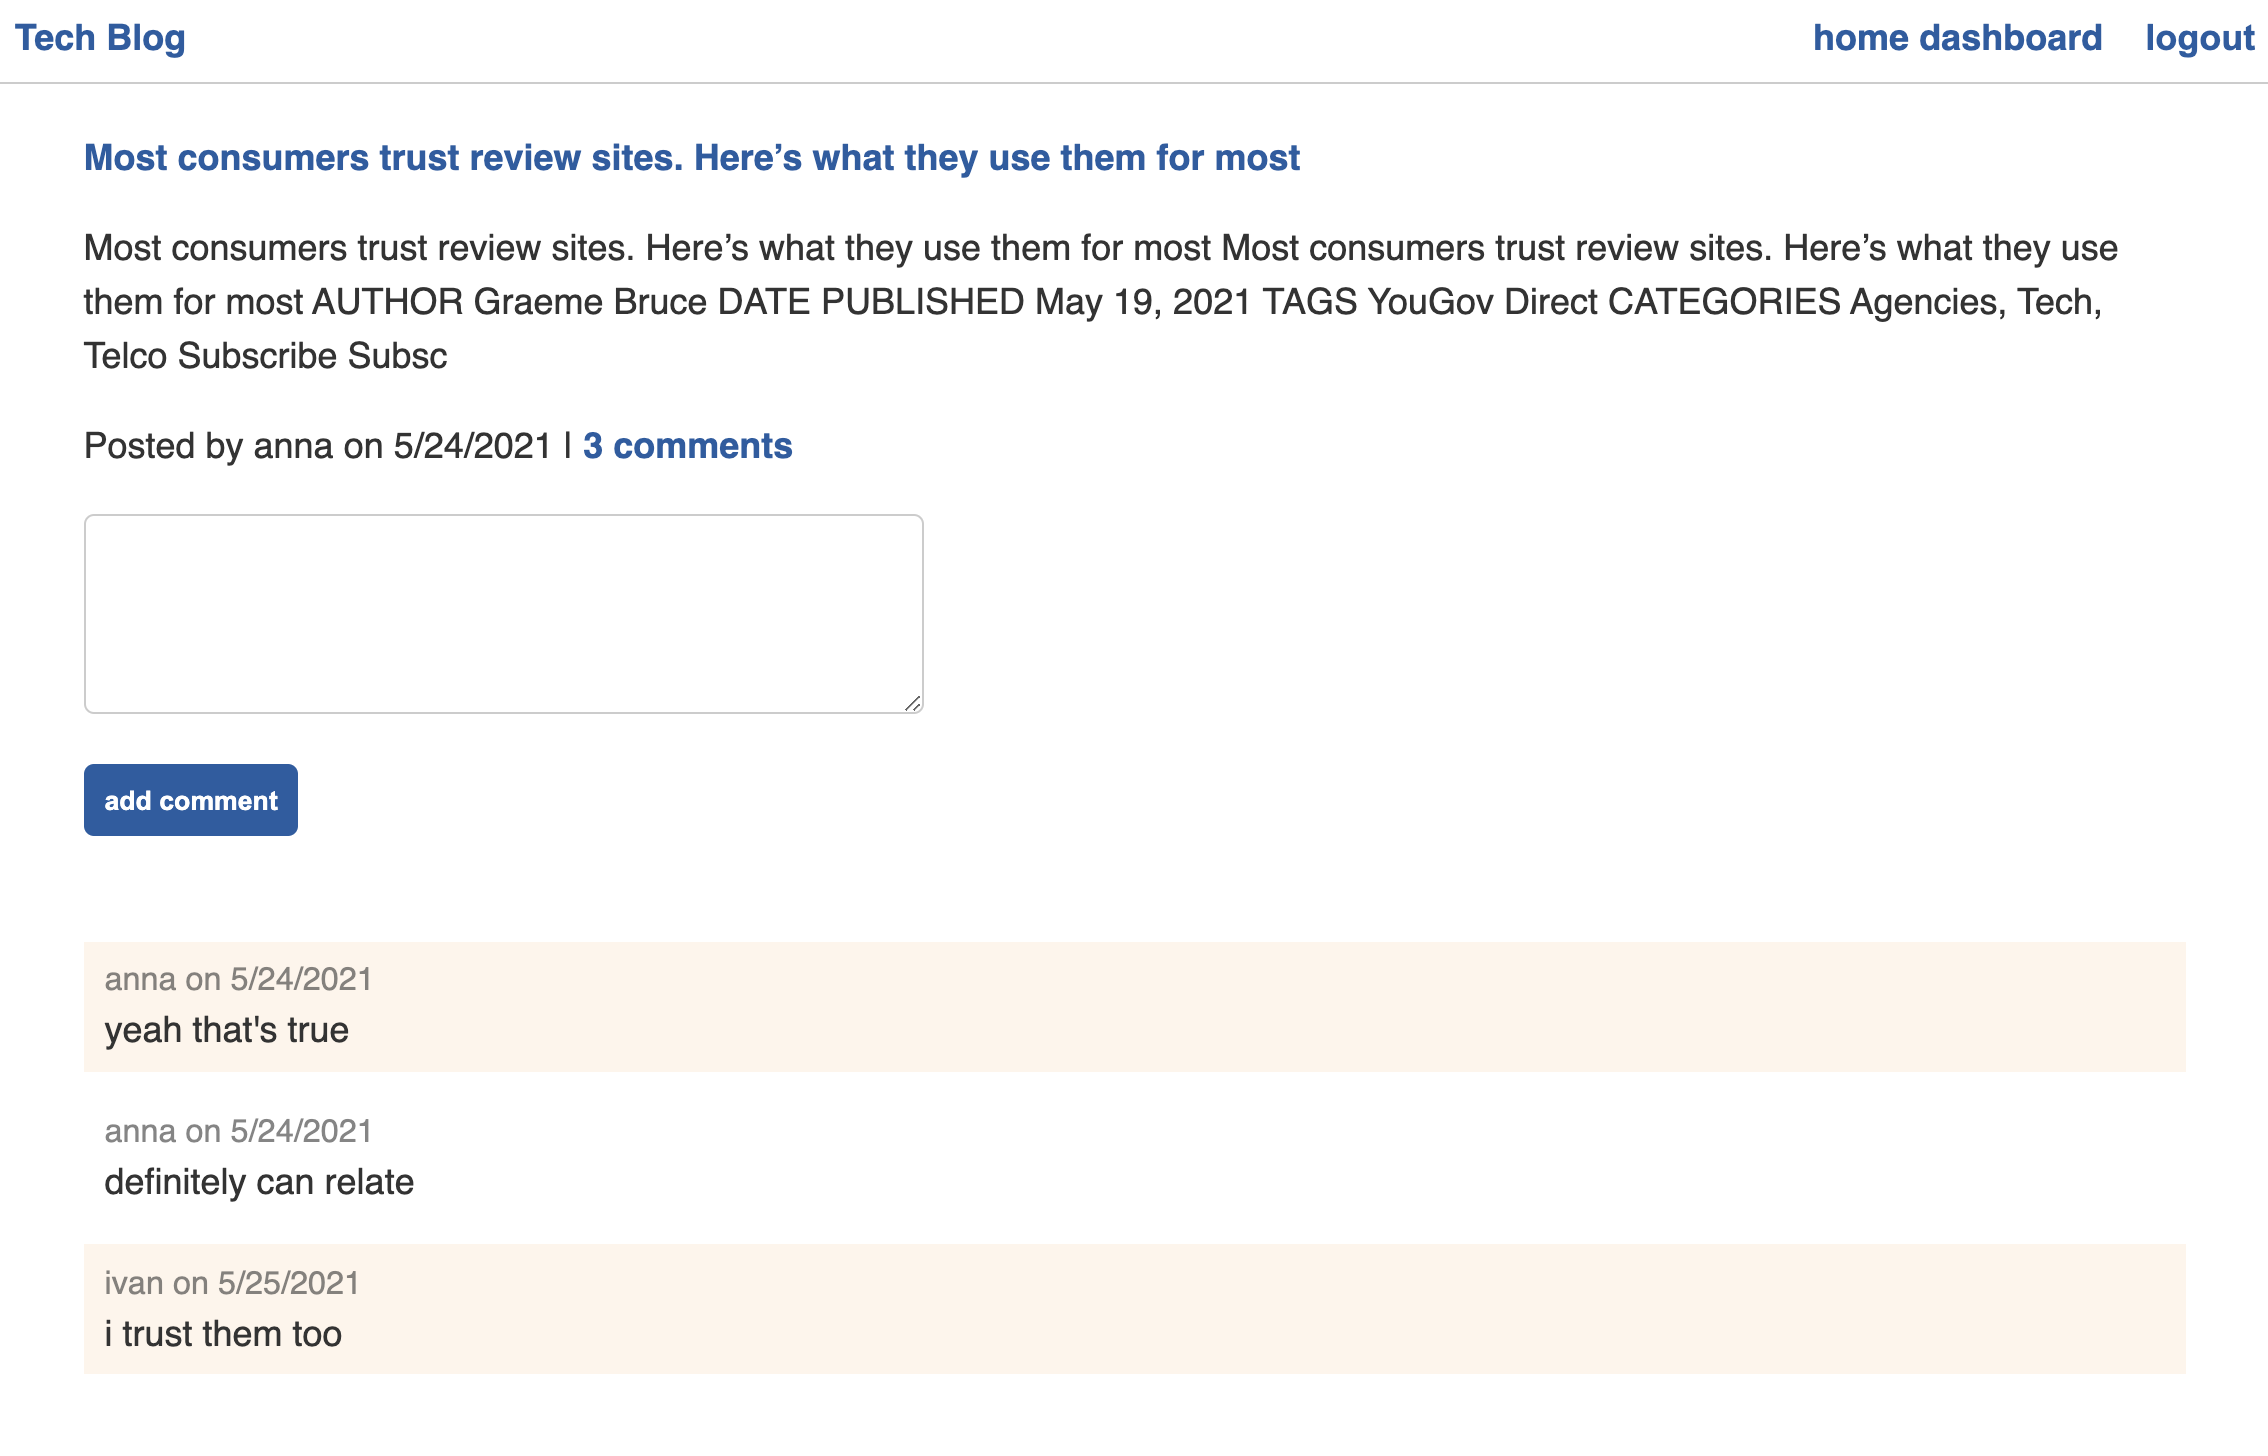 Tech Blog
home dashboard logout
Most consumers trust review sites. Here’s what they use them for most
Most consumers trust review sites. Here’s what they use them for most Most consumers trust review sites. Here’s what they use
them for most AUTHOR Graeme Bruce DATE PUBLISHED May 19, 2021 TAGS YouGov Direct CATEGORIES Agencies, Tech,
Telco Subscribe Subsc
Posted by anna on 5/24/2021 | 3 comments
add comment
anna on 5/24/2021
yeah that's true
anna on 5/24/2021
definitely can relate
ivan on 5/25/2021
i trust them too